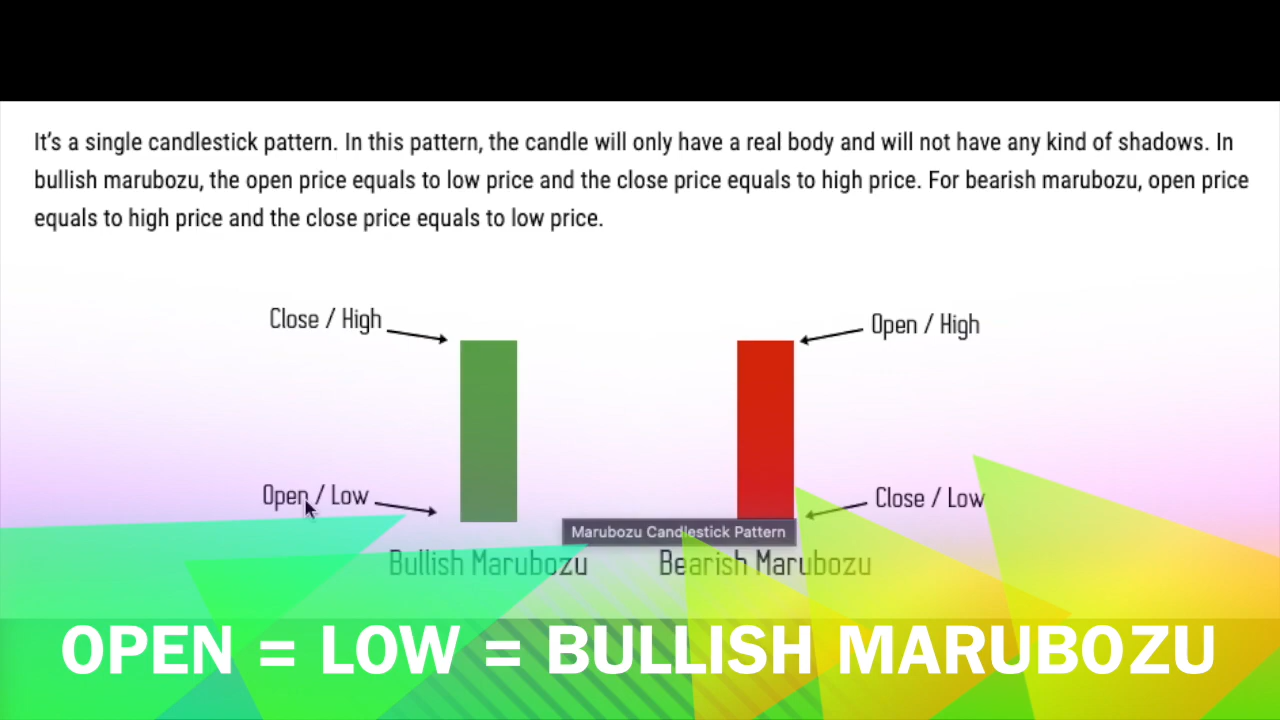 It's a single candlestick pattern. In this pattern, the candle will only have a real body and will not have any kind of shadows. In
bullish marubozu, the open price equals to low price and the close price equals to high price. For bearish marubozu, open price
equals to high price and the close price equals to low price.
Close / High
Open / High
Open / Low
Close / Low
Marubozu Candlestick Pattern
Bullish Marubozu
Bearish Marubozu
OPEN = LOW = BULLISH MARUBOZU